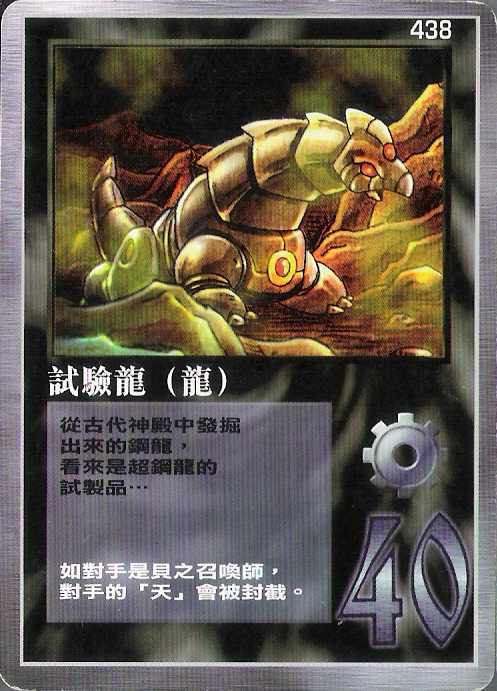 438
試驗龍（龍）
從古代神殿中發掘
出來的鋼龍，
看來是超鋼龍的
試製品…
如對手是貝之召喚師，
對手的「天」會被封截。
40